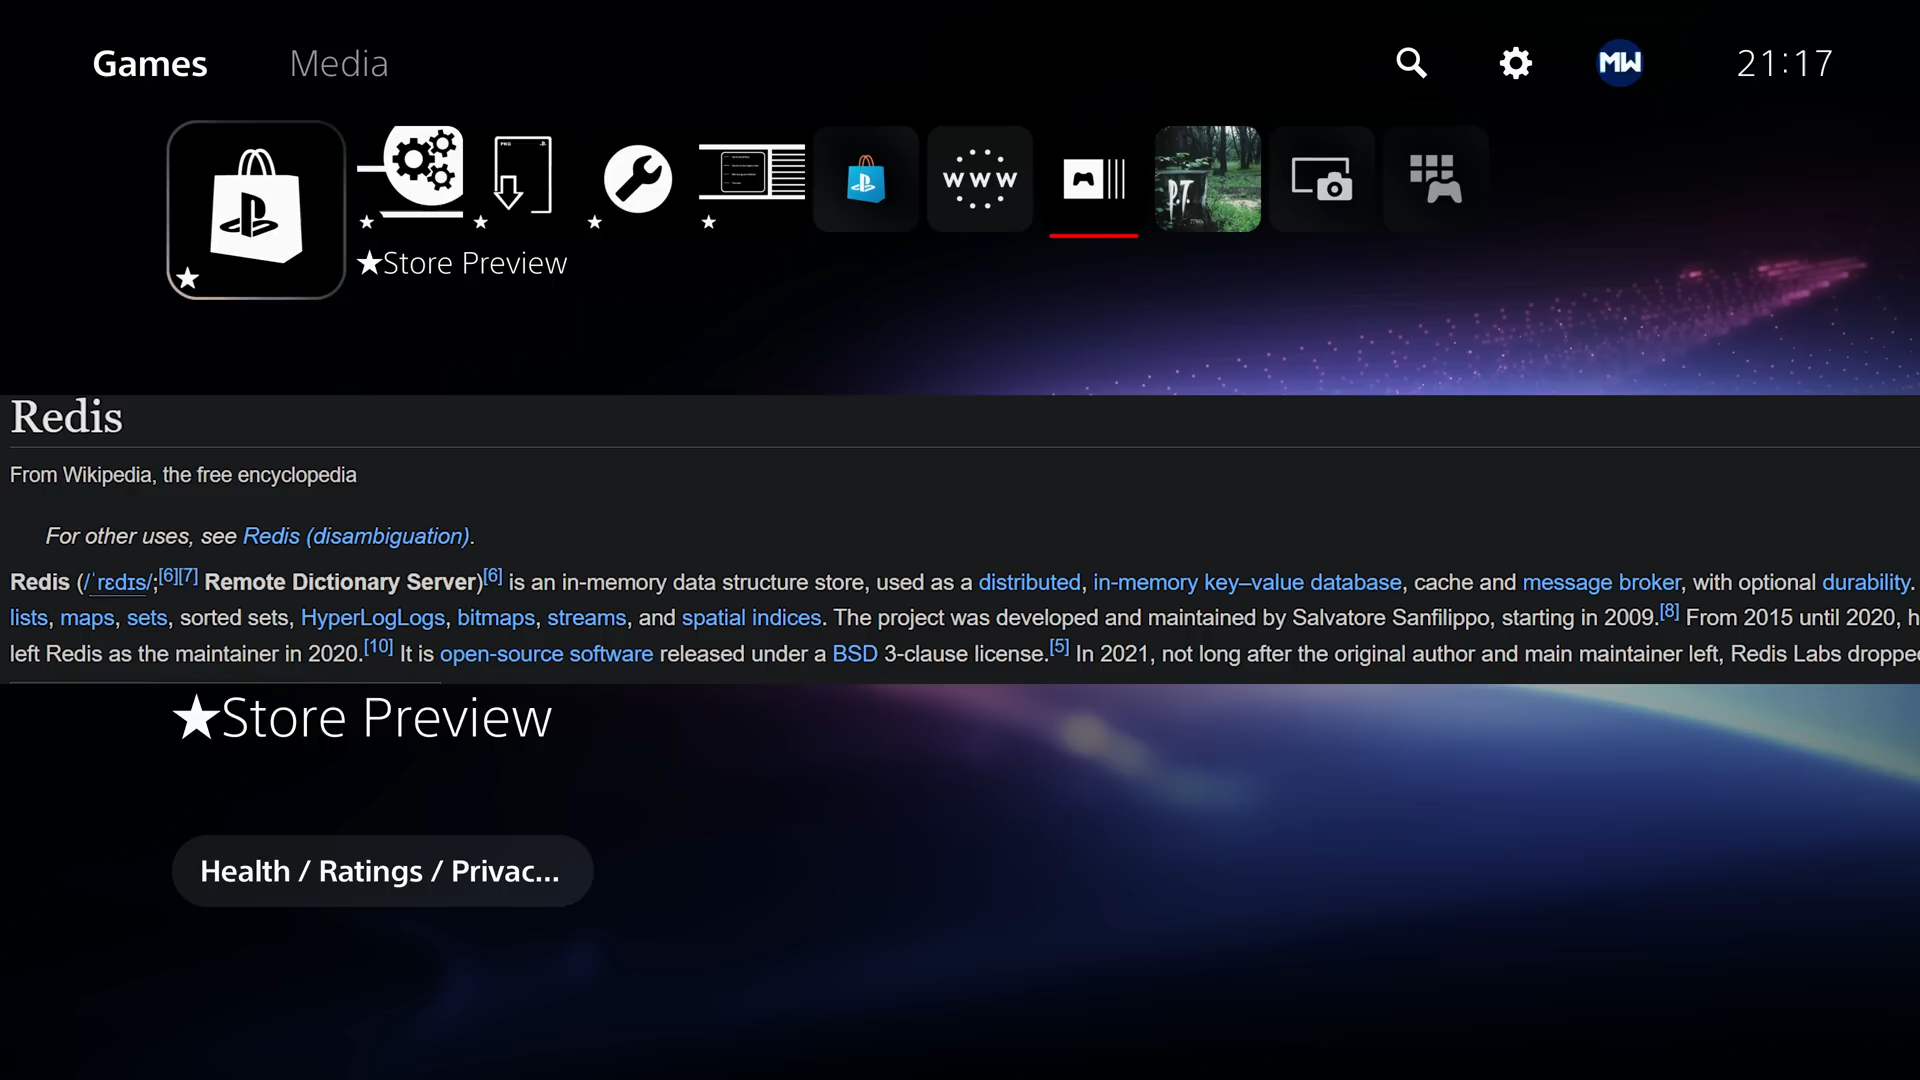 Games Media 21:17
MW
PKG
WWW
P.T.
★Store Preview
Redis
From Wikipedia, the free encyclopedia
For other uses, see Redis (disambiguation).
Redis (/ˈrɛdɪs/;[6][7] Remote Dictionary Server)[6] is an in-memory data structure store, used as a distributed, in-memory key–value database, cache and message broker, with optional durability.
lists, maps, sets, sorted sets, HyperLogLogs, bitmaps, streams, and spatial indices. The project was developed and maintained by Salvatore Sanfilippo, starting in 2009.[8] From 2015 until 2020, h
left Redis as the maintainer in 2020.[10] It is open-source software released under a BSD 3-clause license.[5] In 2021, not long after the original author and main maintainer left, Redis Labs dropped
★Store Preview
Health / Ratings / Privac...